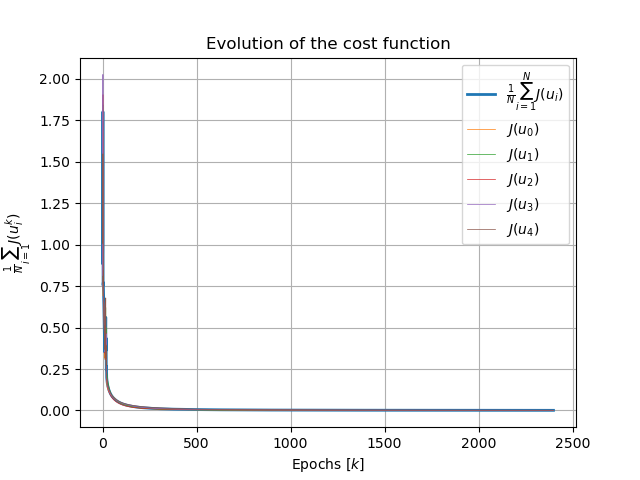 Evolution of the cost function
2.00
1.75
1.50
1.25
1.00
0.75
0.50
0.25
0.00
0
500
1000
1500
2000
2500
Epochs [k]
$\frac{1}{N}\sum_{i=1}J(u_i^k)$
$\frac{1}{N}\sum_{i=1}^{N}J(u_i)$
$J(u_0)$
$J(u_1)$
$J(u_2)$
$J(u_3)$
$J(u_4)$